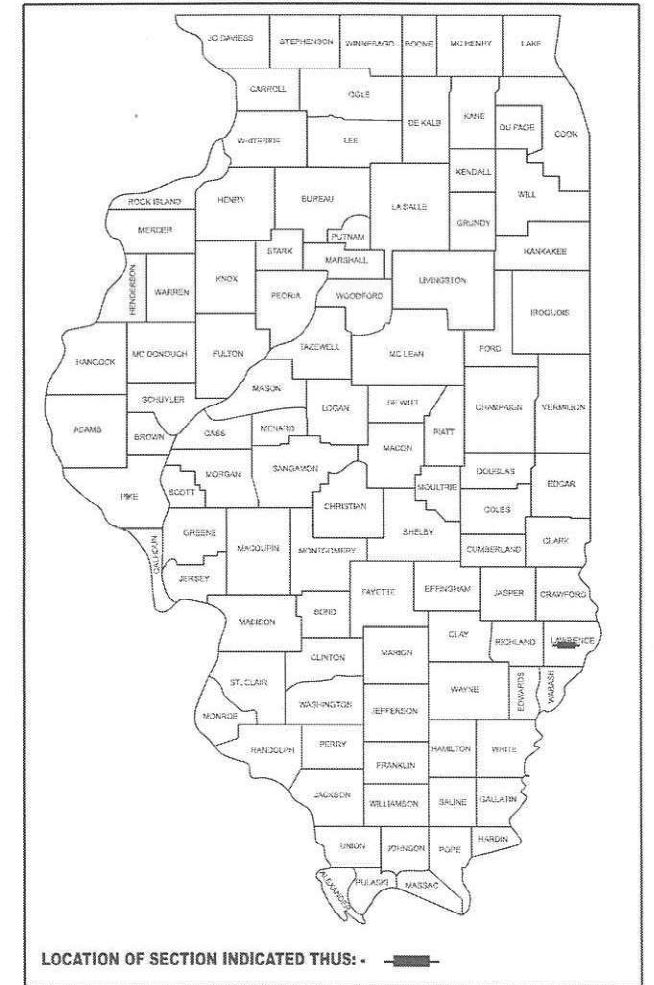 JO DAVIESS STEPHENSON WINNEBAGO BOONE MC HENRY LAKE
CARROLL OGLE DE KALB KANE DU PAGE COOK
WHITESIDE LEE
KENDALL WILL
ROCK ISLAND HENRY BUREAU LA SALLE GRUNDY
MERCER PUTNAM
STARK MARSHALL KANKAKEE
HENDERSON WARREN KNOX PEORIA WOODFORD LIVINGSTON IROQUOIS
HANCOCK MC DONOUGH FULTON TAZEWELL MC LEAN FORD
MASON
SCHUYLER LOGAN DE WITT CHAMPAIGN VERMILION
ADAMS BROWN CASS MENARD PIATT
MACON
PIKE SCOTT MORGAN SANGAMON MOULTRIE DOUGLAS EDGAR
CHRISTIAN COLES
GREENE MACOUPIN MONTGOMERY SHELBY CLARK
CALHOUN JERSEY CUMBERLAND
FAYETTE EFFINGHAM JASPER CRAWFORD
MADISON BOND
CLINTON MARION CLAY RICHLAND LAWRENCE
ST. CLAIR WAYNE EDWARDS WABASH
MONROE WASHINGTON JEFFERSON
RANDOLPH PERRY HAMILTON WHITE
FRANKLIN
JACKSON WILLIAMSON SALINE GALLATIN
UNION JOHNSON POPE HARDIN
ALEXANDER PULASKI MASSAC
LOCATION OF SECTION INDICATED THUS: -